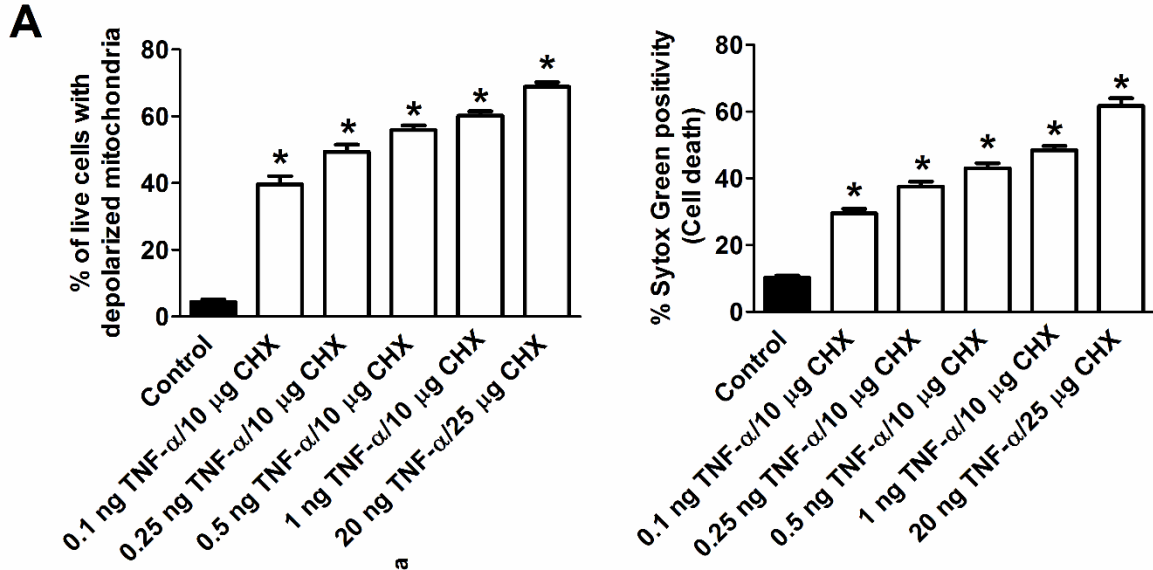 A
% of live cells with
depolarized mitochondria
80
60
40
20
0
*
*
*
*
*
Control
0.1 ng TNF-α/10 μg CHX
0.25 ng TNF-α/10 μg CHX
0.5 ng TNF-α/10 μg CHX
1 ng TNF-α/10 μg CHX
20 ng TNF-α/25 μg CHX
a
% Sytox Green positivity
(Cell death)
80
60
40
20
0
*
*
*
*
*
Control
0.1 ng TNF-α/10 μg CHX
0.25 ng TNF-α/10 μg CHX
0.5 ng TNF-α/10 μg CHX
1 ng TNF-α/10 μg CHX
20 ng TNF-α/25 μg CHX